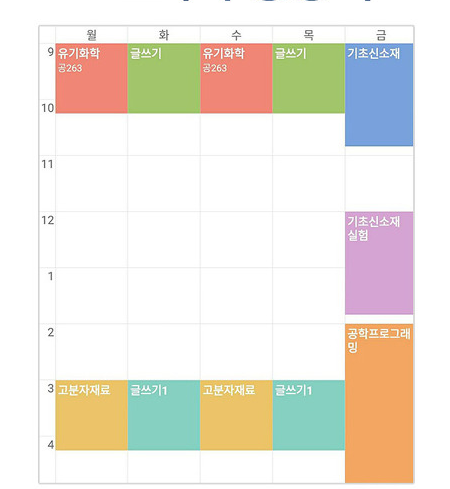 월 화 수 목 금
9 유기화학 글쓰기 유기화학 글쓰기 기초신소재
공263 공263
10
11
12 기초신소재
실험
1
2 공학프로그래
밍
3 고분자재료 글쓰기1 고분자재료 글쓰기1
4